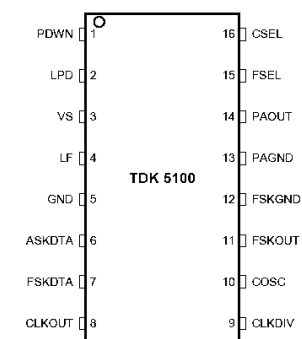 PDWN 1 16 CSEL
LPD 2 15 FSEL
VS 3 14 PAOUT
LF 4 13 PAGND
TDK 5100
GND 5 12 FSKGND
ASKDTA 6 11 FSKOUT
FSKDTA 7 10 COSC
CLKOUT 8 9 CLKDIV